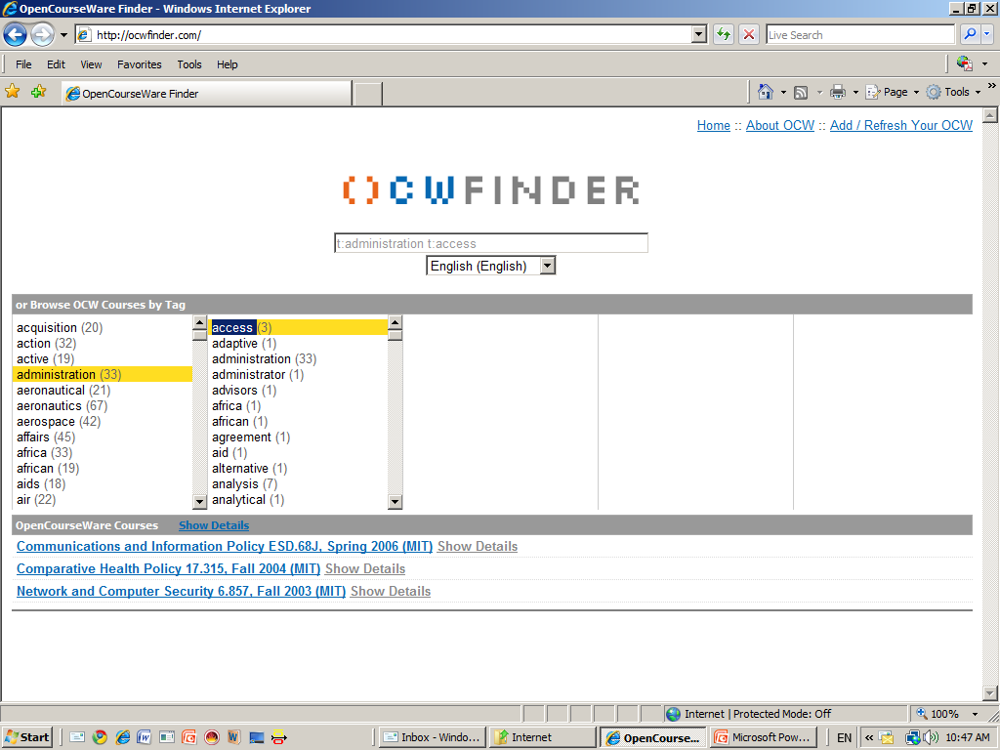 OpenCourseWare Finder - Windows Internet Explorer
http://ocwfinder.com/
Live Search
File Edit View Favorites Tools Help
OpenCourseWare Finder
Page Tools
Home :: About OCW :: Add / Refresh Your OCW
()CWFINDER
t:administration t:access
English (English)
or Browse OCW Courses by Tag
acquisition (20)
action (32)
active (19)
administration (33)
aeronautical (21)
aeronautics (67)
aerospace (42)
affairs (45)
africa (33)
african (19)
aids (18)
air (22)
access (3)
adaptive (1)
administration (33)
administrator (1)
advisors (1)
africa (1)
african (1)
agreement (1)
aid (1)
alternative (1)
analysis (7)
analytical (1)
OpenCourseWare Courses Show Details
Communications and Information Policy ESD.68J, Spring 2006 (MIT) Show Details
Comparative Health Policy 17.315, Fall 2004 (MIT) Show Details
Network and Computer Security 6.857, Fall 2003 (MIT) Show Details
Internet | Protected Mode: Off
100%
Start
Inbox - Windo...
Internet
OpenCourse...
Microsoft Pow...
EN
10:47 AM